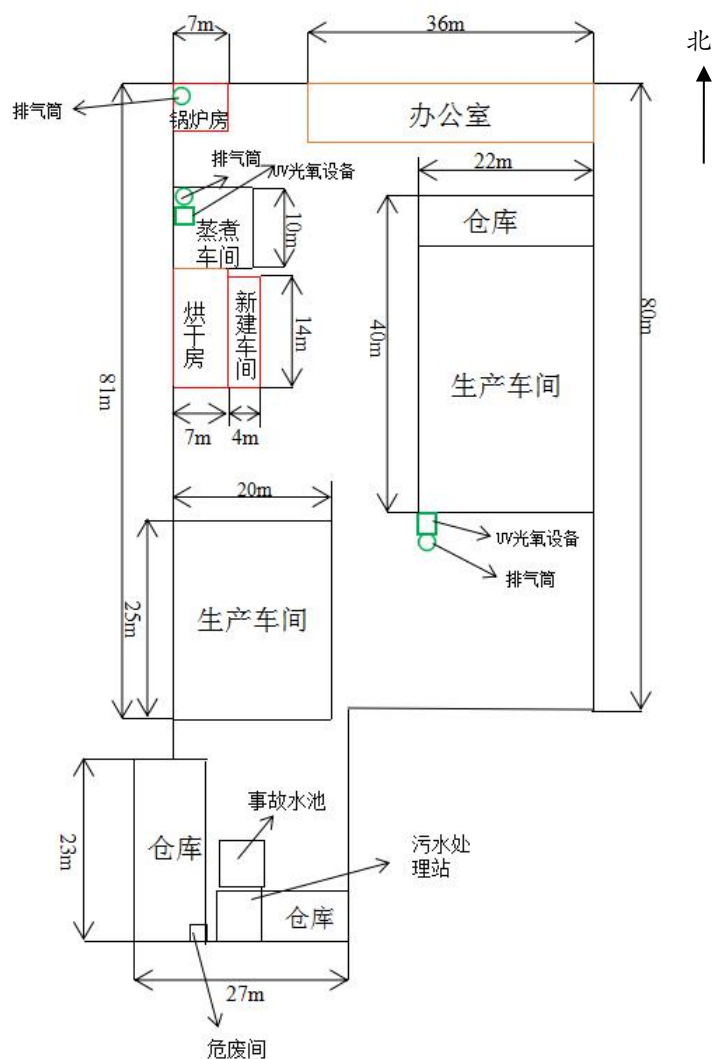 7m
36m
北
排气筒
锅炉房
办公室
排气筒
UV光氧设备
22m
仓库
蒸煮
车间
10m
烘干房
新建车间
14m
40m
80m
生产车间
81m
7m
4m
20m
UV光氧设备
排气筒
25m
生产车间
事故水池
污水处
理站
仓库
23m
仓库
27m
危废间